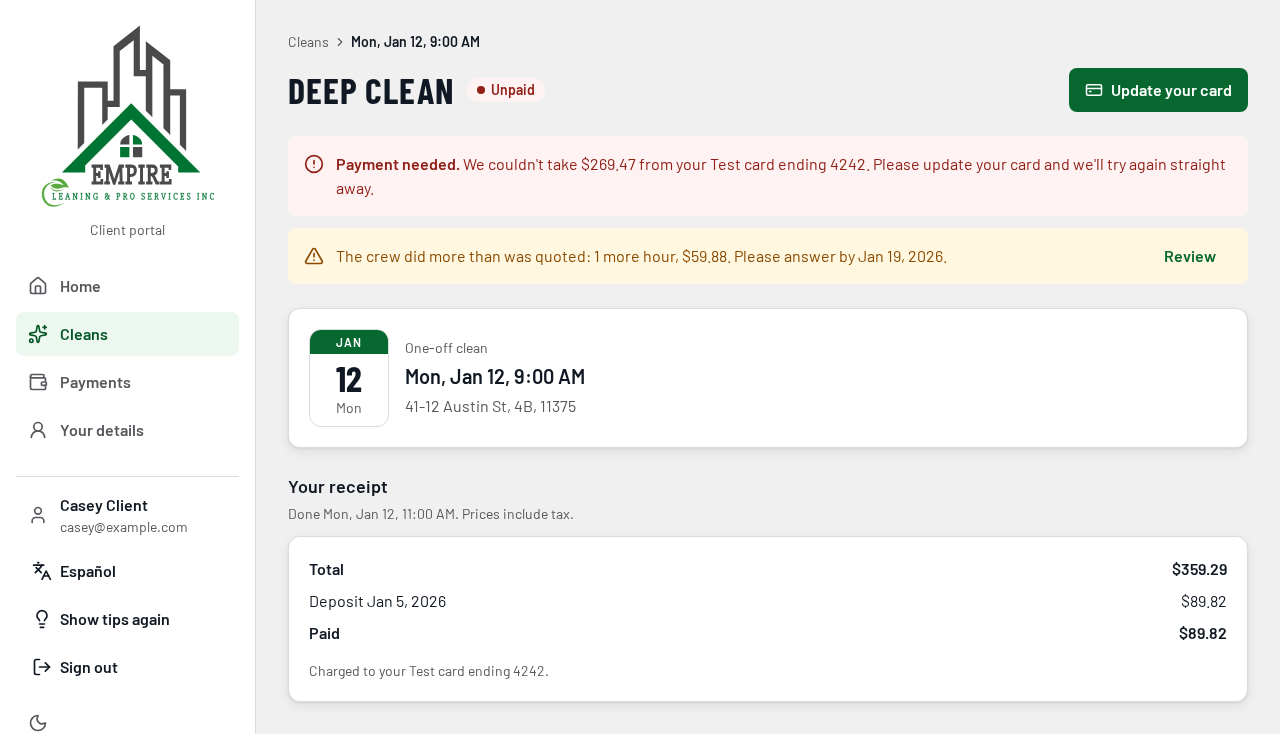 EMPIRE
LEANING & PRO SERVICES INC
Client portal
Home
Cleans
Payments
Your details
Casey Client
casey@example.com
Español
Show tips again
Sign out
Cleans > Mon, Jan 12, 9:00 AM
DEEP CLEAN
Unpaid
Update your card
Payment needed. We couldn't take $269.47 from your Test card ending 4242. Please update your card and we'll try again straight
away.
The crew did more than was quoted: 1 more hour, $59.88. Please answer by Jan 19, 2026.
Review
JAN
12
Mon
One-off clean
Mon, Jan 12, 9:00 AM
41-12 Austin St, 4B, 11375
Your receipt
Done Mon, Jan 12, 11:00 AM. Prices include tax.
Total $359.29
Deposit Jan 5, 2026 $89.82
Paid $89.82
Charged to your Test card ending 4242.